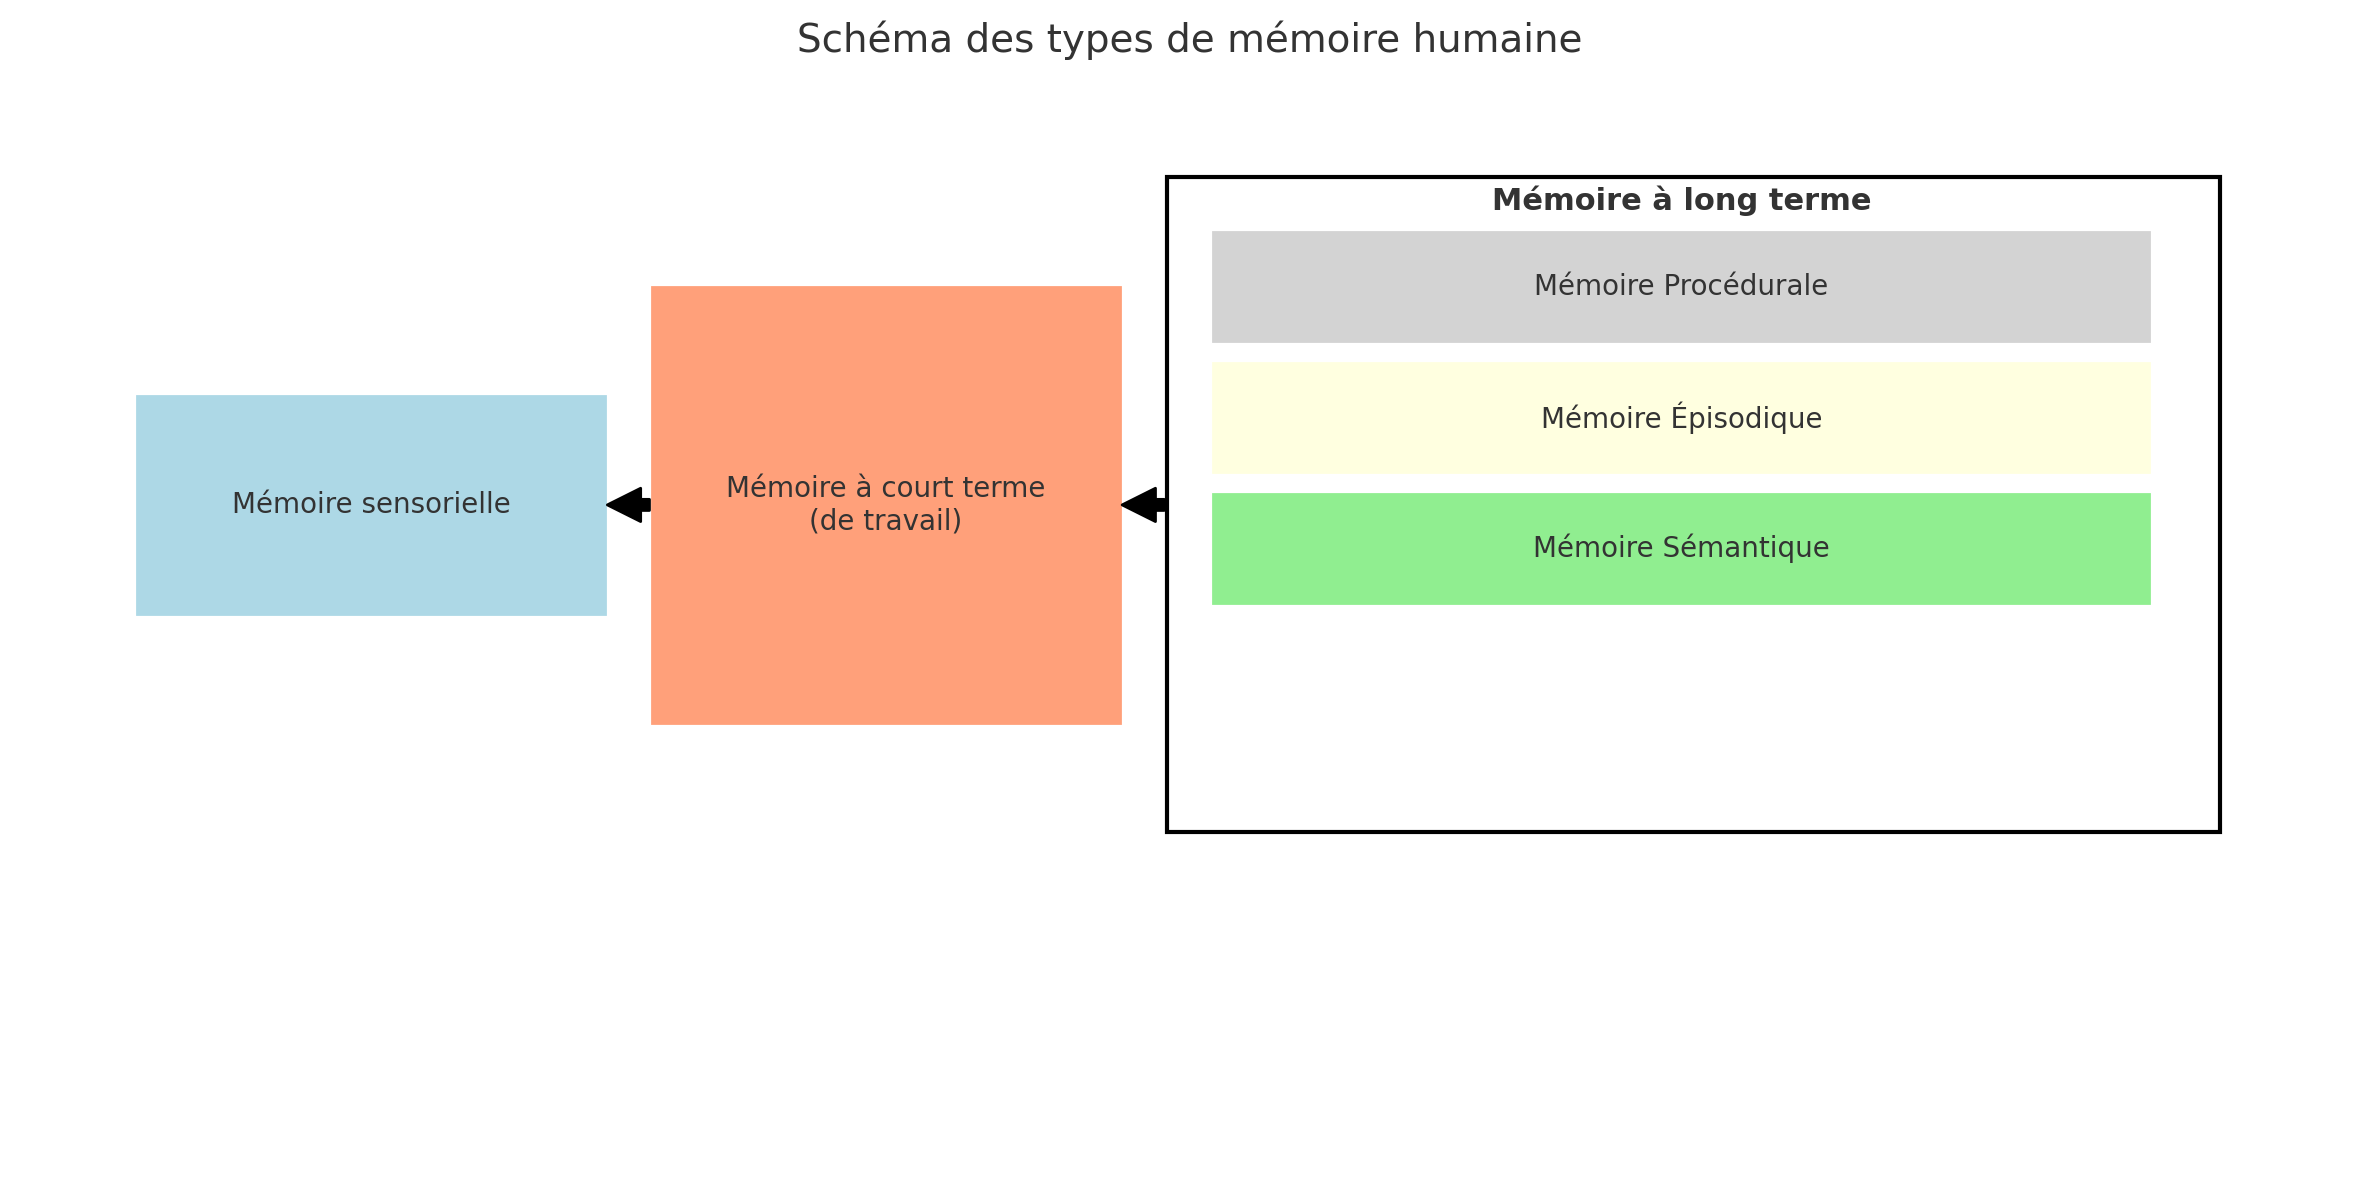 Schéma des types de mémoire humaine
Mémoire sensorielle
Mémoire à court terme
(de travail)
Mémoire à long terme
Mémoire Procédurale
Mémoire Épisodique
Mémoire Sémantique